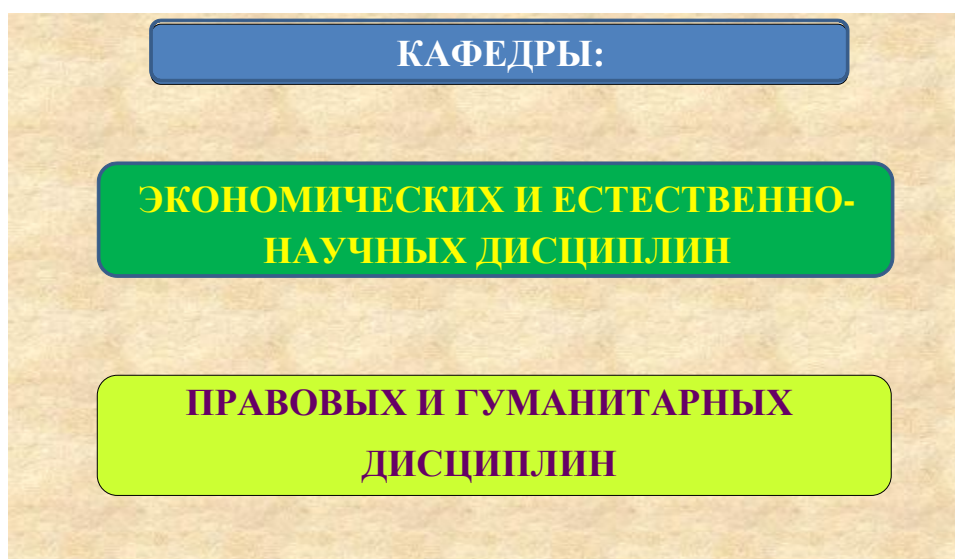 КАФЕДРЫ:
ЭКОНОМИЧЕСКИХ И ЕСТЕСТВЕННО-
НАУЧНЫХ ДИСЦИПЛИН
ПРАВОВЫХ И ГУМАНИТАРНЫХ
ДИСЦИПЛИН